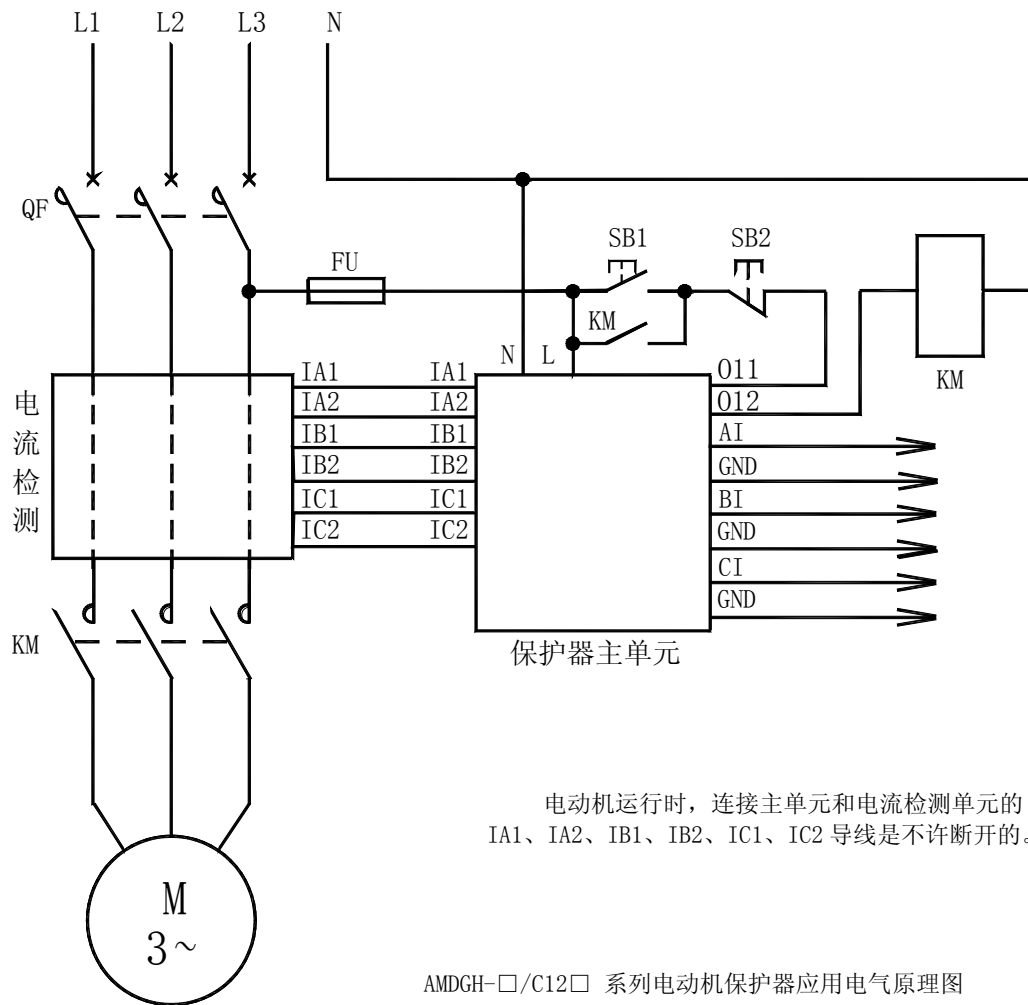 L1 L2 L3 N
QF
FU
SB1 SB2
KM
KM
N L
O11
O12
AI
GND
BI
GND
CI
GND
电流检测
IA1 IA1
IA2 IA2
IB1 IB1
IB2 IB2
IC1 IC1
IC2 IC2
保护器主单元
KM
M
3~
电动机运行时，连接主单元和电流检测单元的
IA1、IA2、IB1、IB2、IC1、IC2 导线是不许断开的。
AMDGH-□/C12□ 系列电动机保护器应用电气原理图